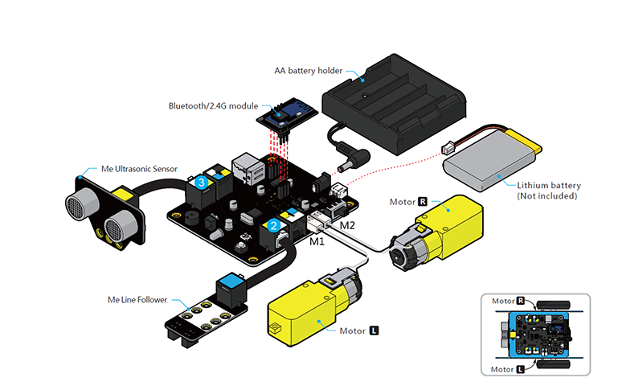 AA battery holder
Bluetooth/2.4G module
Me Ultrasonic Sensor
3
Lithium battery
(Not included)
Motor R
2
M2
M1
Me Line Follower
Motor L
Motor R
Motor L